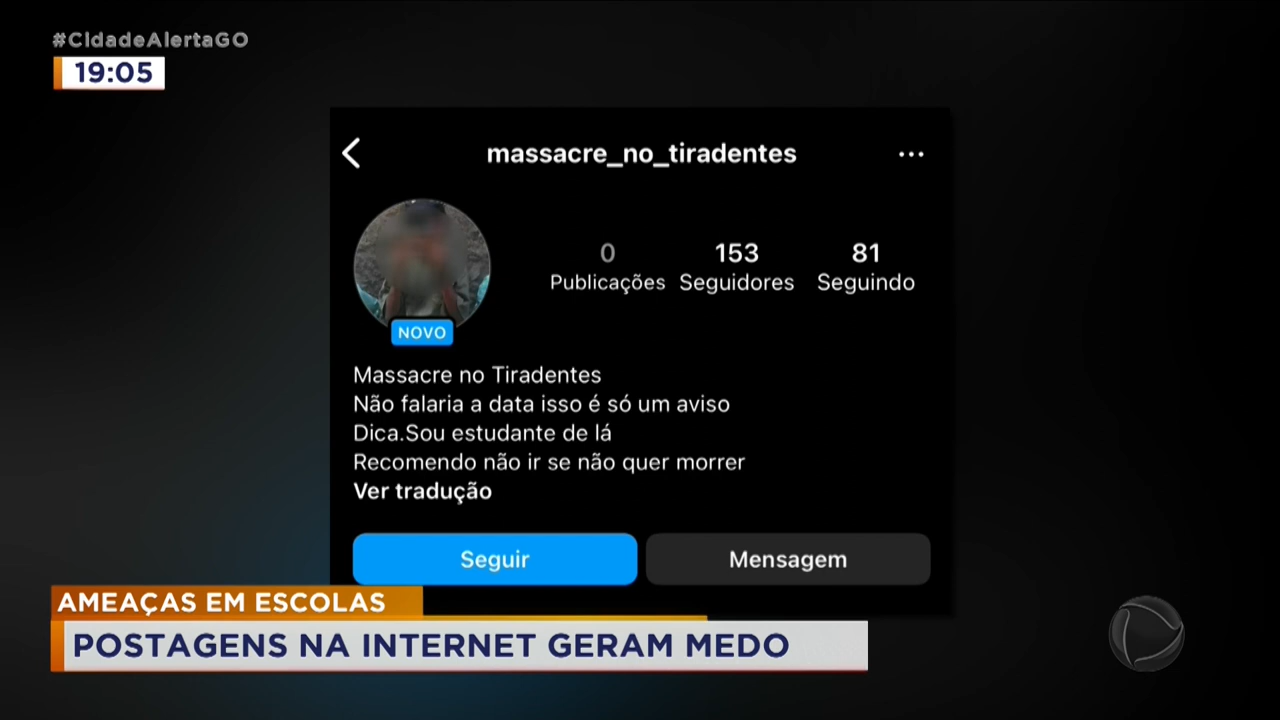 #CidadeAlertaGO
19:05
massacre_no_tiradentes
0
153
81
Publicações
Seguidores
Seguindo
NOVO
Massacre no Tiradentes
Não falaria a data isso é só um aviso
Dica.Sou estudante de lá
Recomendo não ir se não quer morrer
Ver tradução
Seguir
Mensagem
AMEAÇAS EM ESCOLAS
POSTAGENS NA INTERNET GERAM MEDO